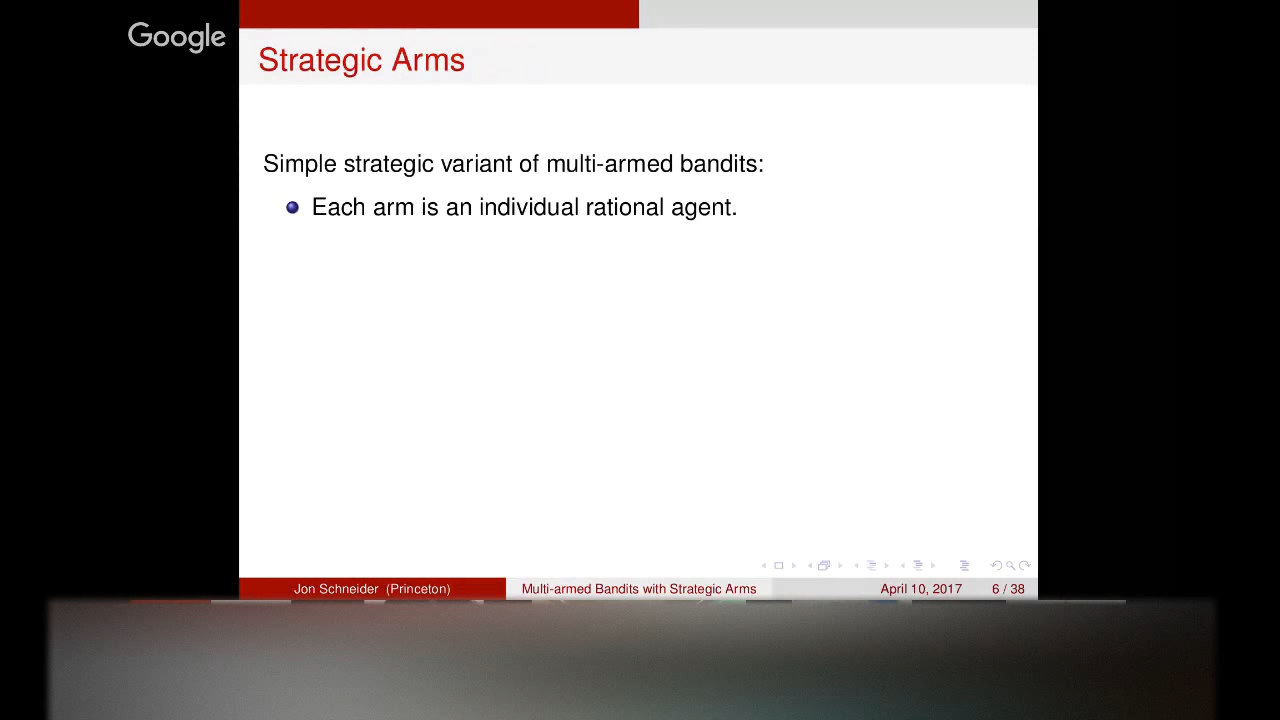 Google
Strategic Arms
Simple strategic variant of multi-armed bandits:
Each arm is an individual rational agent.
Jon Schneider (Princeton)
Multi-armed Bandits with Strategic Arms
April 10, 2017
6 / 38